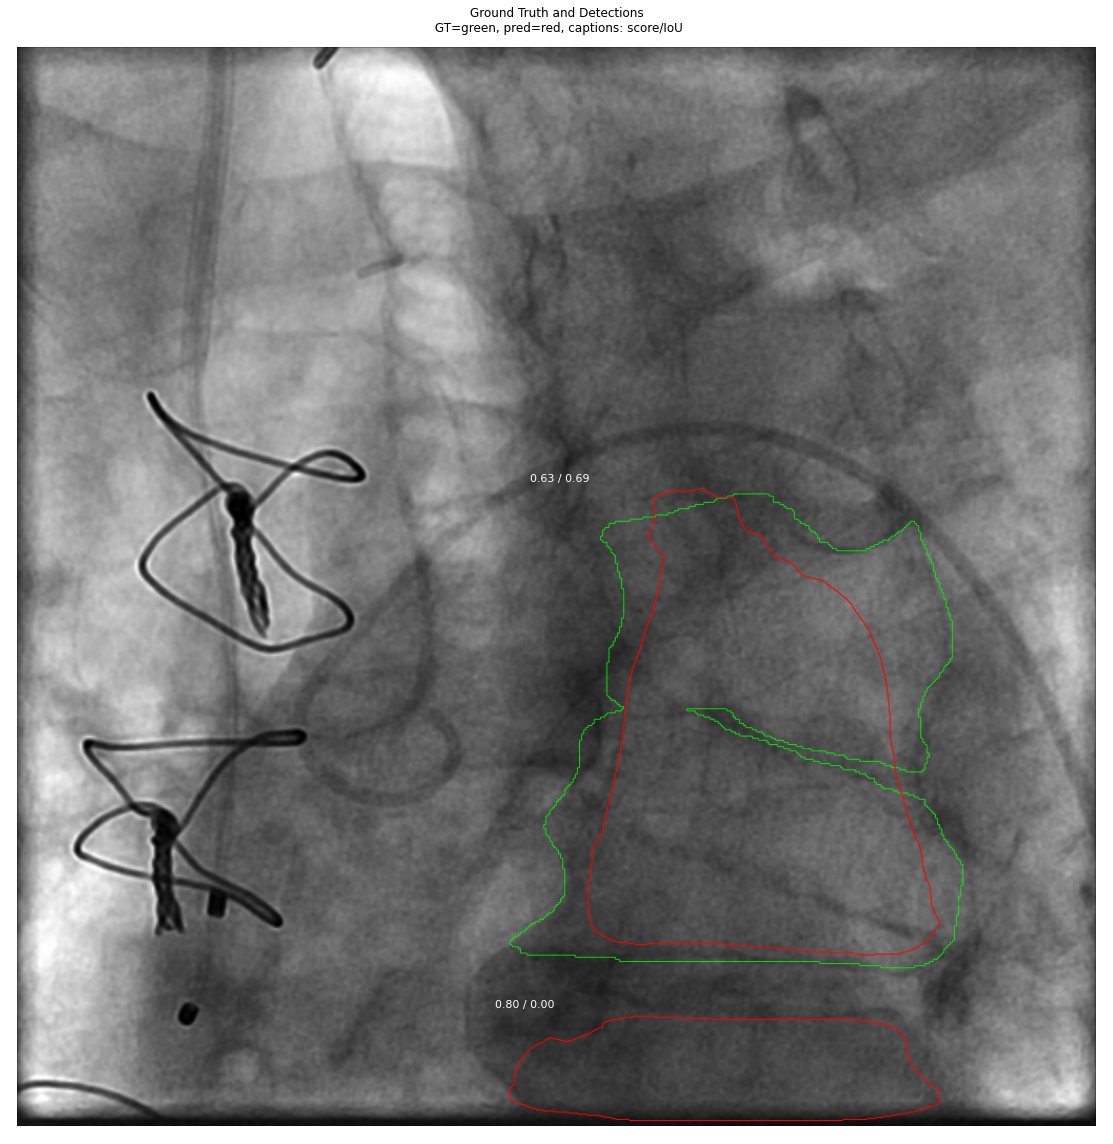 Ground Truth and Detections
GT=green, pred=red, captions: score/IoU
0.63 / 0.69
0.80 / 0.00